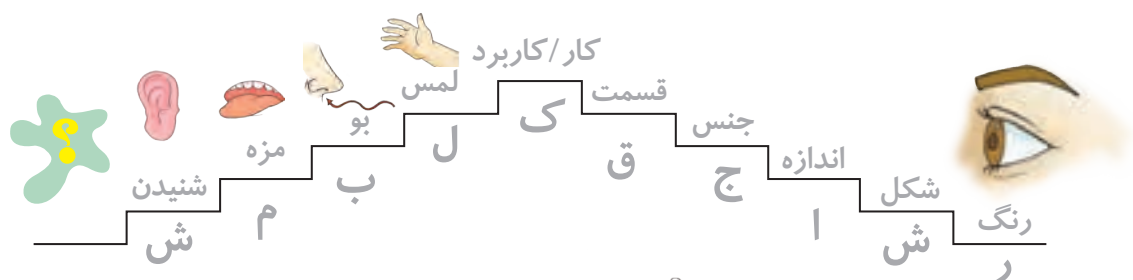 رنگ
ر
شکل
ش
اندازه
ا
جنس
ج
قسمت
ق
کار/کاربرد
ک
لمس
ل
بو
ب
مزه
م
شنیدن
ش
؟